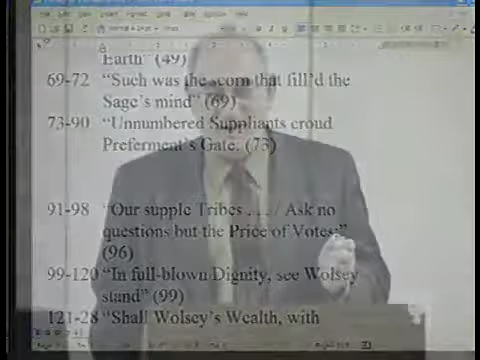 Earth" (49)
69-72 "Such was the scorn that fill'd the
Sage's mind" (69)
73-90 "Unnumbered Suppliants croud
Preferment's Gate, (73)
91-98 "Our supple Tribes . . . / Ask no
questions but the Price of Votes;"
(96)
99-120 "In full-blown Dignity, see Wolsey
stand" (99)
121-28 "Shall Wolsey's Wealth, with